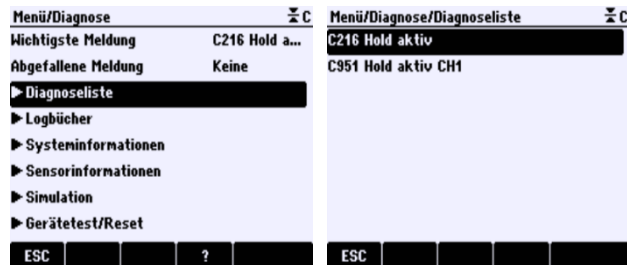 Menü/Diagnose C
Wichtigste Meldung C216 Hold a...
Abgefallene Meldung Keine
Diagnoseliste
Logbücher
Systeminformationen
Sensorinformationen
Simulation
Gerätetest/Reset
ESC ?
Menü/Diagnose/Diagnoseliste C
C216 Hold aktiv
C951 Hold aktiv CH1
ESC